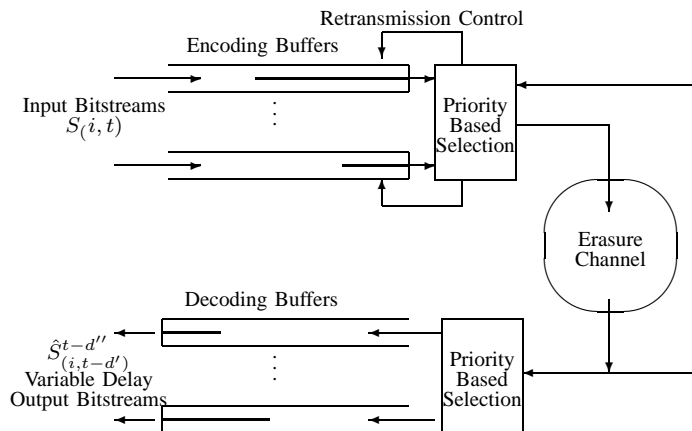 Retransmission Control
Encoding Buffers
Input Bitstreams
S_(i, t)
⋮
Priority
Based
Selection
Erasure
Channel
Decoding Buffers
Ŝ^{t−d''}_{(i,t−d')}
Variable Delay
Output Bitstreams
⋮
Priority
Based
Selection